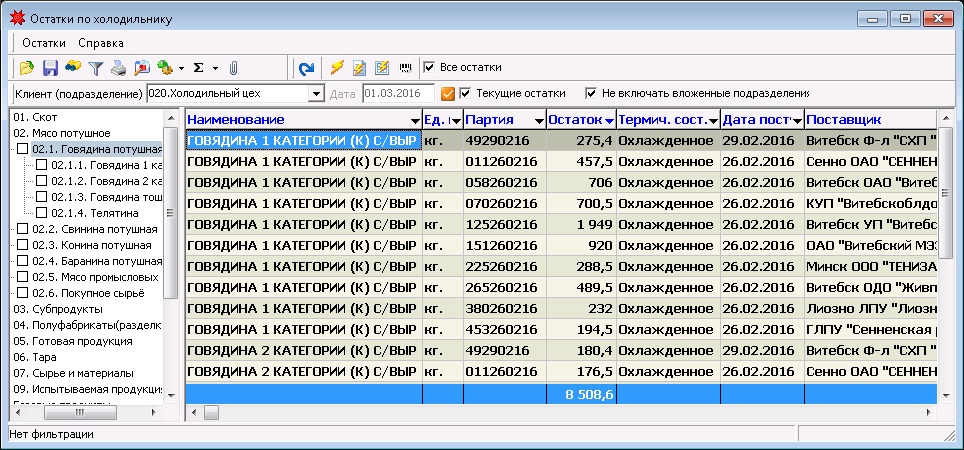 Остатки по холодильнику
Остатки Справка
Все остатки
Клиент (подразделение) 020.Холодильный цех Дата 01.03.2016 Текущие остатки Не включать вложенные подразделения
01. Скот
02. Мясо потушное
02.1. Говядина потушная
02.1.1. Говядина 1 ка
02.1.2. Говядина 2 ка
02.1.3. Говядина тощ
02.1.4. Телятина
02.2. Свинина потушная
02.3. Конина потушная
02.4. Баранина потушная
02.5. Мясо промысловых
02.6. Покупное сырьё
03. Субпродукты
04. Полуфабрикаты(разделк
05. Готовая продукция
06. Тара
07. Сырье и материалы
09. Испытываемая продукция
Наименование Ед. Партия Остаток Термич. сост. Дата пост Поставщик
ГОВЯДИНА 1 КАТЕГОРИИ (К) С/ВЫР кг. 49290216 275,4 Охлажденное 29.02.2016 Витебск Ф-л "СХП "
ГОВЯДИНА 1 КАТЕГОРИИ (К) С/ВЫР кг. 011260216 457,5 Охлажденное 26.02.2016 Сенно ОАО "СЕННЕН
ГОВЯДИНА 1 КАТЕГОРИИ (К) С/ВЫР кг. 058260216 706 Охлажденное 26.02.2016 Витебск ОАО "Витеб
ГОВЯДИНА 1 КАТЕГОРИИ (К) С/ВЫР кг. 070260216 700,5 Охлажденное 26.02.2016 КУП "Витебскоблдо
ГОВЯДИНА 1 КАТЕГОРИИ (К) С/ВЫР кг. 125260216 1 949 Охлажденное 26.02.2016 Витебск УП "Витебс
ГОВЯДИНА 1 КАТЕГОРИИ (К) С/ВЫР кг. 151260216 920 Охлажденное 26.02.2016 ОАО "Витебский МЭЗ
ГОВЯДИНА 1 КАТЕГОРИИ (К) С/ВЫР кг. 225260216 288,5 Охлажденное 26.02.2016 Минск ООО "ТЕНИЗА
ГОВЯДИНА 1 КАТЕГОРИИ (К) С/ВЫР кг. 265260216 489,5 Охлажденное 26.02.2016 Витебск ОДО "Живп
ГОВЯДИНА 1 КАТЕГОРИИ (К) С/ВЫР кг. 380260216 232 Охлажденное 26.02.2016 Лиозно ЛПУ "Лиозн
ГОВЯДИНА 1 КАТЕГОРИИ (К) С/ВЫР кг. 453260216 194,5 Охлажденное 26.02.2016 ГЛПУ "Сенненская р
ГОВЯДИНА 2 КАТЕГОРИИ (К) С/ВЫР кг. 49290216 180,4 Охлажденное 29.02.2016 Витебск Ф-л "СХП "
ГОВЯДИНА 2 КАТЕГОРИИ (К) С/ВЫР кг. 011260216 176,5 Охлажденное 26.02.2016 Сенно ОАО "СЕННЕН
8 508,6
Нет фильтрации